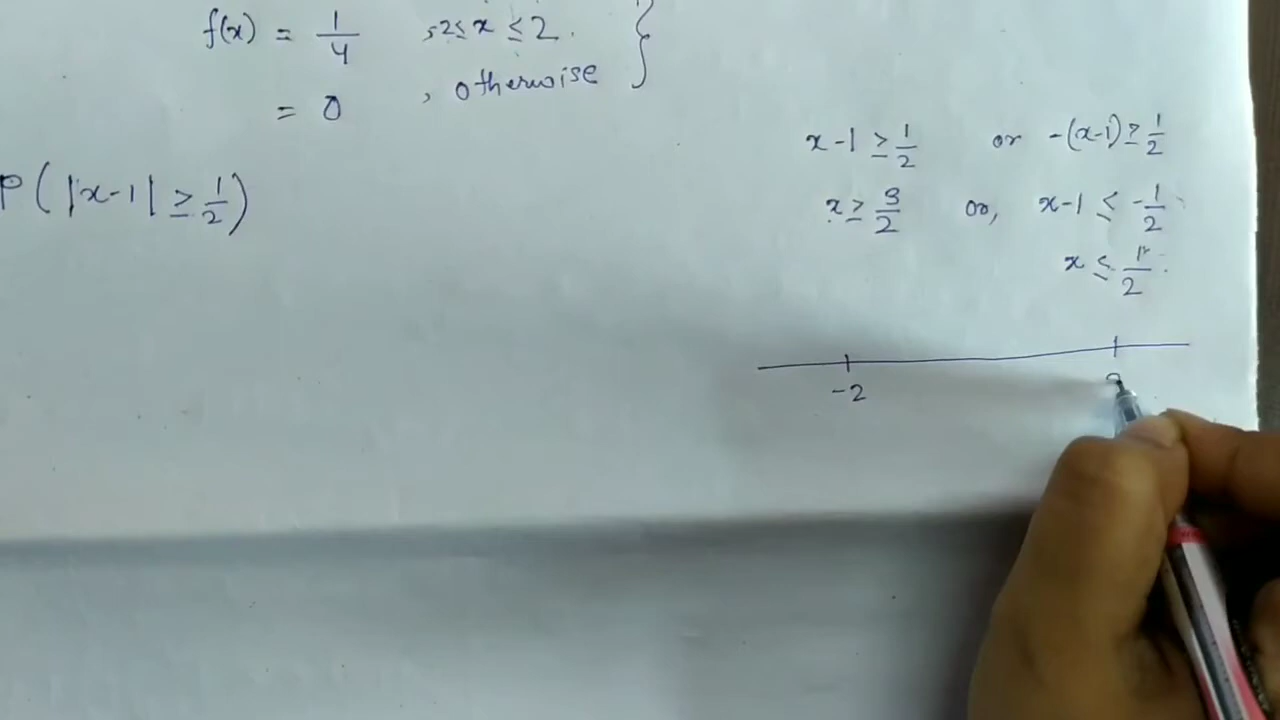 f(x) = 1/4 , -2 ≤ x ≤ 2. }
= 0 , otherwise
x-1 ≥ 1/2 or -(x-1) ≥ 1/2
P(|x-1| ≥ 1/2)
x ≥ 3/2 or, x-1 ≤ -1/2
x ≤ 1/2
-2